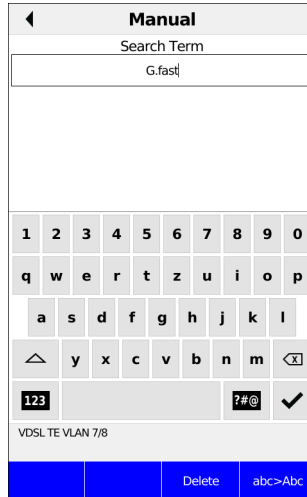 Manual
Search Term
G.fast
1 2 3 4 5 6 7 8 9 0
q w e r t z u i o p
a s d f g h j k l
y x c v b n m
123 ?#@
VDSL TE VLAN 7/8
Delete abc>Abc